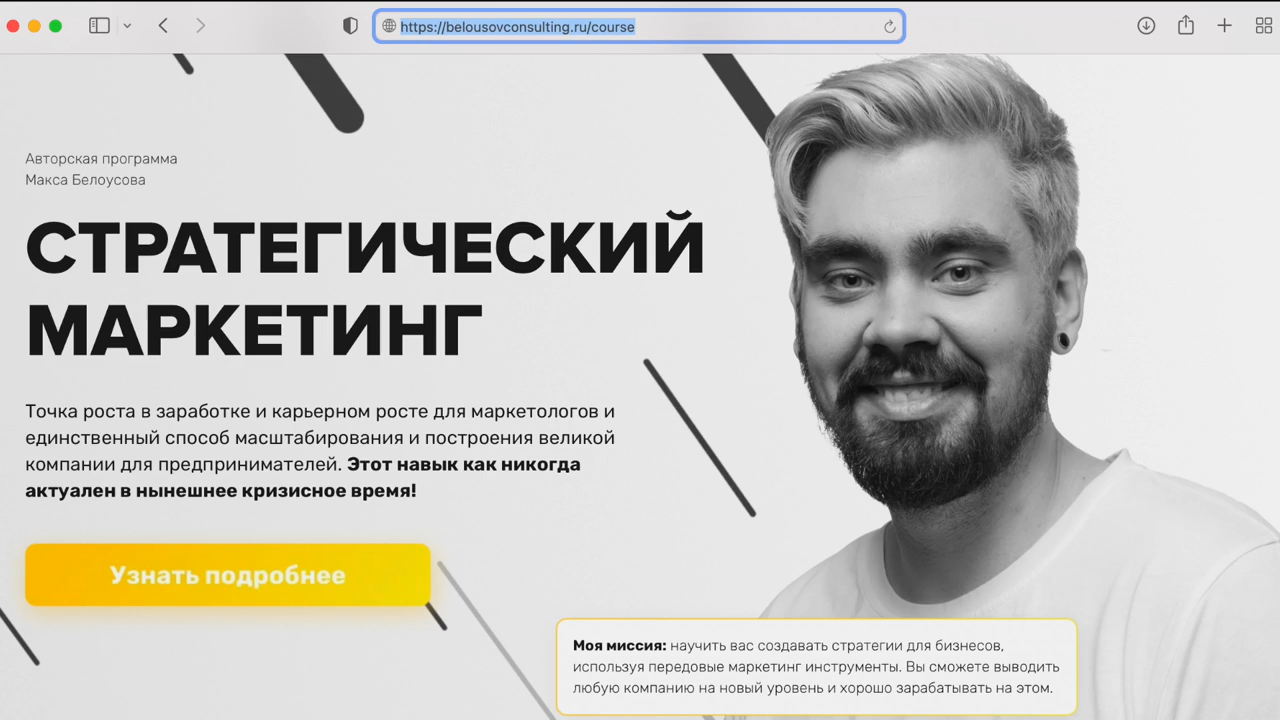 https://belousovconsulting.ru/course
Авторская программа
Макса Белоусова
СТРАТЕГИЧЕСКИЙ
МАРКЕТИНГ
Точка роста в заработке и карьерном росте для маркетологов и
единственный способ масштабирования и построения великой
компании для предпринимателей. Этот навык как никогда
актуален в нынешнее кризисное время!
Узнать подробнее
Моя миссия: научить вас создавать стратегии для бизнесов,
используя передовые маркетинг инструменты. Вы сможете выводить
любую компанию на новый уровень и хорошо зарабатывать на этом.